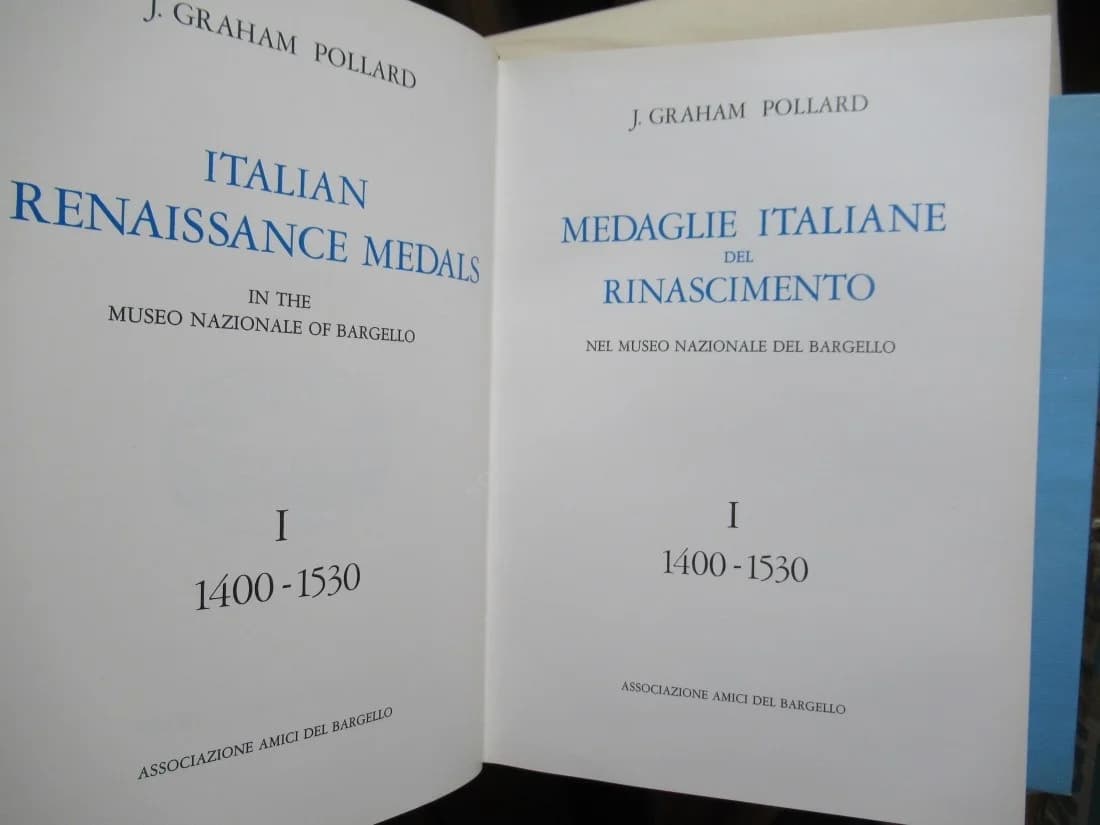 J. GRAHAM POLLARD
ITALIAN
RENAISSANCE MEDALS
IN THE
MUSEO NAZIONALE OF BARGELLO
I
1400-1530
ASSOCIAZIONE AMICI DEL BARGELLO
J. GRAHAM POLLARD
MEDAGLIE ITALIANE
DEL
RINASCIMENTO
NEL MUSEO NAZIONALE DEL BARGELLO
I
1400-1530
ASSOCIAZIONE AMICI DEL BARGELLO